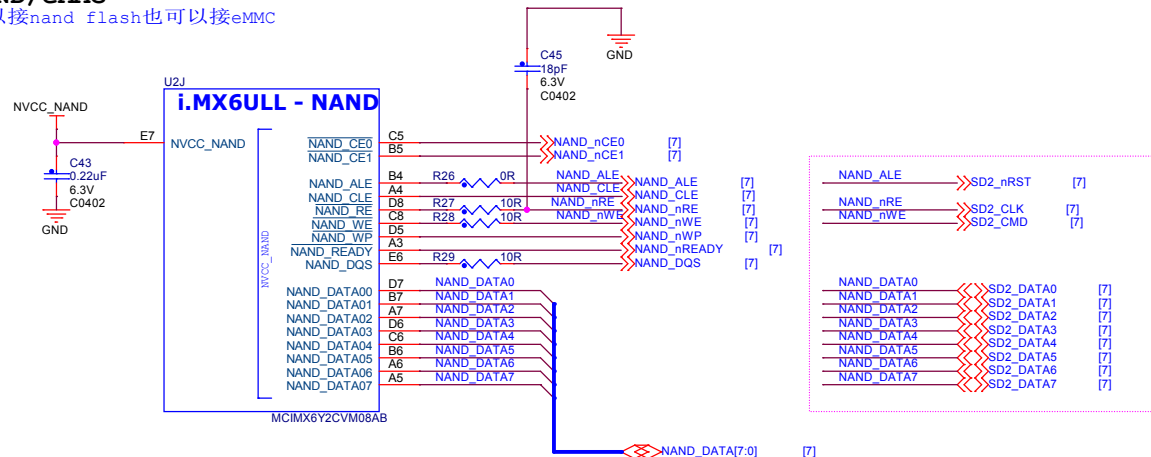 以接nand flash也可以接eMMC
GND
C45
18pF
6.3V
C0402
U2J
i.MX6ULL - NAND
NVCC_NAND
E7
NVCC_NAND
C43
0.22uF
6.3V
C0402
GND
NVCC_NAND
NAND_CE0 C5 NAND_nCE0 [7]
NAND_CE1 B5 NAND_nCE1 [7]
NAND_ALE B4 R26 0R NAND_ALE NAND_ALE [7]
NAND_CLE A4 NAND_CLE NAND_CLE [7]
NAND_RE D8 R27 10R NAND_nRE NAND_nRE [7]
NAND_WE C8 R28 10R NAND_nWE NAND_nWE [7]
NAND_WP D5 NAND_nWP [7]
NAND_READY A3 NAND_nREADY [7]
NAND_DQS E6 R29 10R NAND_DQS [7]
NAND_DATA00 D7 NAND_DATA0
NAND_DATA01 B7 NAND_DATA1
NAND_DATA02 A7 NAND_DATA2
NAND_DATA03 D6 NAND_DATA3
NAND_DATA04 C6 NAND_DATA4
NAND_DATA05 B6 NAND_DATA5
NAND_DATA06 A6 NAND_DATA6
NAND_DATA07 A5 NAND_DATA7
MCIMX6Y2CVM08AB
NAND_DATA[7:0] [7]
NAND_ALE SD2_nRST [7]
NAND_nRE SD2_CLK [7]
NAND_nWE SD2_CMD [7]
NAND_DATA0 SD2_DATA0 [7]
NAND_DATA1 SD2_DATA1 [7]
NAND_DATA2 SD2_DATA2 [7]
NAND_DATA3 SD2_DATA3 [7]
NAND_DATA4 SD2_DATA4 [7]
NAND_DATA5 SD2_DATA5 [7]
NAND_DATA6 SD2_DATA6 [7]
NAND_DATA7 SD2_DATA7 [7]